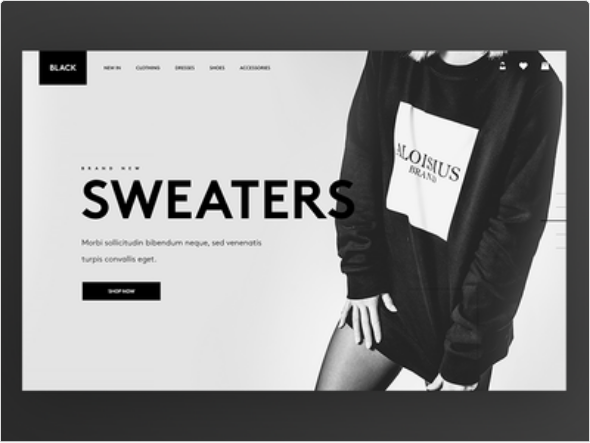 BLACK
NEW IN CLOTHING DRESSES SHOES ACCESSORIES
BRAND NEW
SWEATERS
Morbi sollicitudin bibendum neque, sed venenatis
turpis convallis eget.
SHOP NOW
ALOISIUS
BRAND